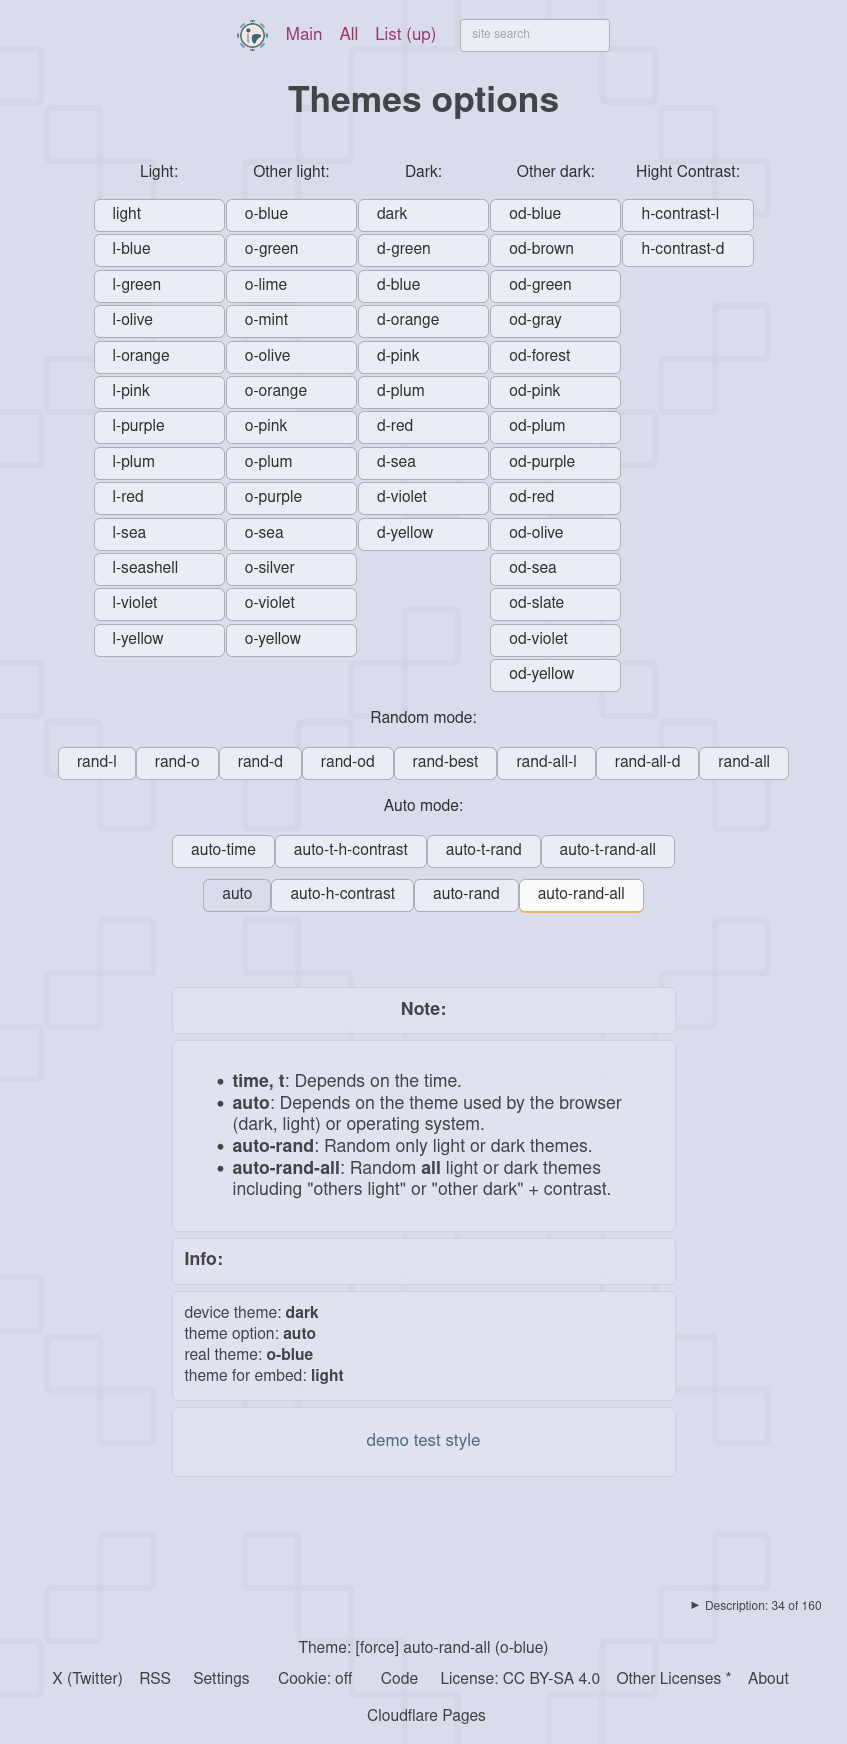 Main All List (up) site search
Themes options
Light: Other light: Dark: Other dark: Hight Contrast:
light o-blue dark od-blue h-contrast-l
l-blue o-green d-green od-brown h-contrast-d
l-green o-lime d-blue od-green
l-olive o-mint d-orange od-gray
l-orange o-olive d-pink od-forest
l-pink o-orange d-plum od-pink
l-purple o-pink d-red od-plum
l-plum o-plum d-sea od-purple
l-red o-purple d-violet od-red
l-sea o-sea d-yellow od-olive
l-seashell o-silver od-sea
l-violet o-violet od-slate
l-yellow o-yellow od-violet
od-yellow
Random mode:
rand-l rand-o rand-d rand-od rand-best rand-all-l rand-all-d rand-all
Auto mode:
auto-time auto-t-h-contrast auto-t-rand auto-t-rand-all
auto auto-h-contrast auto-rand auto-rand-all
Note:
• time, t: Depends on the time.
• auto: Depends on the theme used by the browser
(dark, light) or operating system.
• auto-rand: Random only light or dark themes.
• auto-rand-all: Random all light or dark themes
including "others light" or "other dark" + contrast.
Info:
device theme: dark
theme option: auto
real theme: o-blue
theme for embed: light
demo test style
► Description: 34 of 160
Theme: [force] auto-rand-all (o-blue)
X (Twitter) RSS Settings Cookie: off Code License: CC BY-SA 4.0 Other Licenses * About
Cloudflare Pages